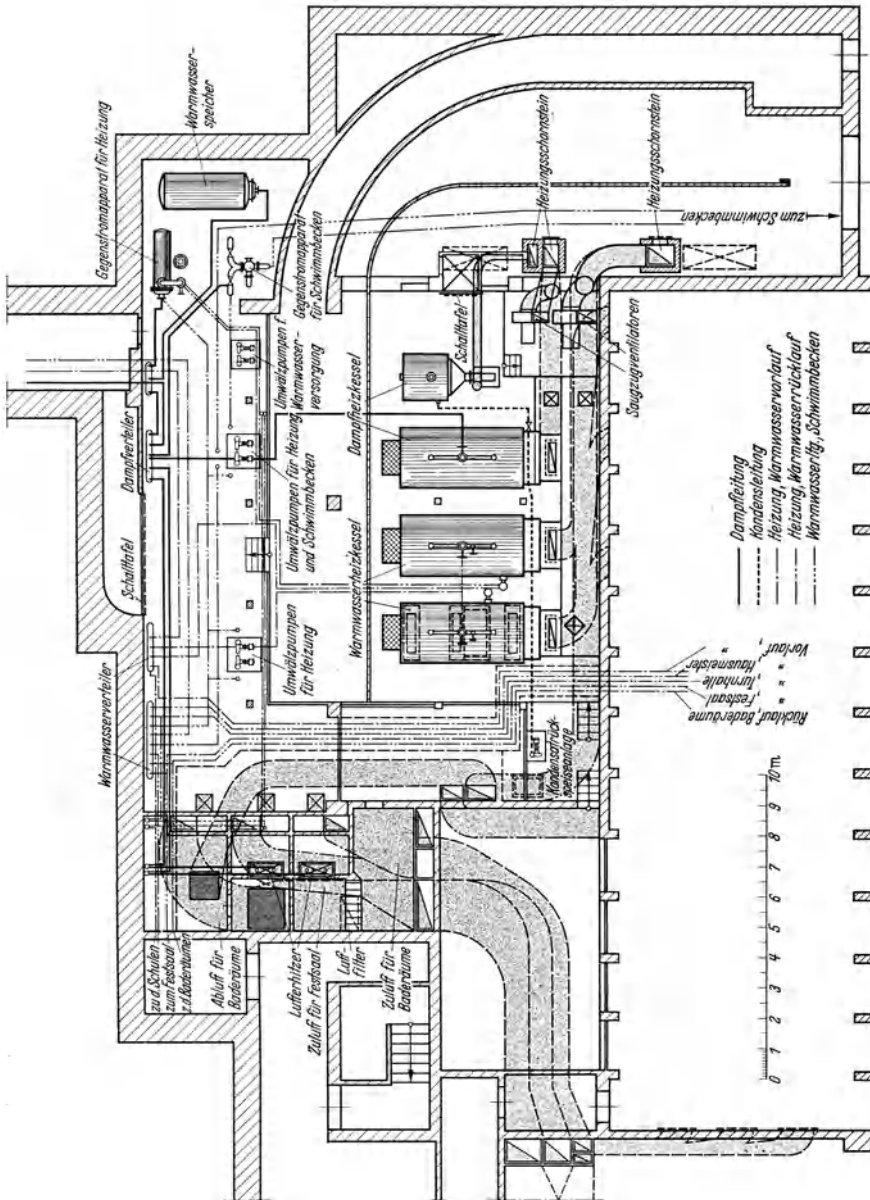 Gegenstromapparat für Heizung
Warmwasser-
speicher
Dampfverteiler
Schalttafel
Warmwasserverteiler
Gegenstromapparat
für Schwimmbecken
Umwälzpumpen f.
Warmwasser-
versorgung
Umwälzpumpen für Heizung
und Schwimmbecken
Umwälzpumpen
für Heizung
zu d. Schulen
zum Festsaal
z.d. Baderäumen
Abluft für
Baderäume
Lufterhitzer
Zuluft für Festsaal
Luft-
filter
Zuluft für
Baderäume
Dampfheizkessel
Schalttafel
Warmwasserheizkessel
Heizungsschornstein
Heizungsschornstein
zum Schwimmbecken
Saugzugventilatoren
Kondensatrück-
speiseanlage
Rücklauf, Baderäume, Vorlauf
" Festsaal, "
" Turnhalle, "
" Hausmeister, "
Dampfleitung
Kondensleitung
Heizung, Warmwasservorlauf
Heizung, Warmwasserrücklauf
Warmwasserltg., Schwimmbecken
0 1 2 3 4 5 6 7 8 9 10m